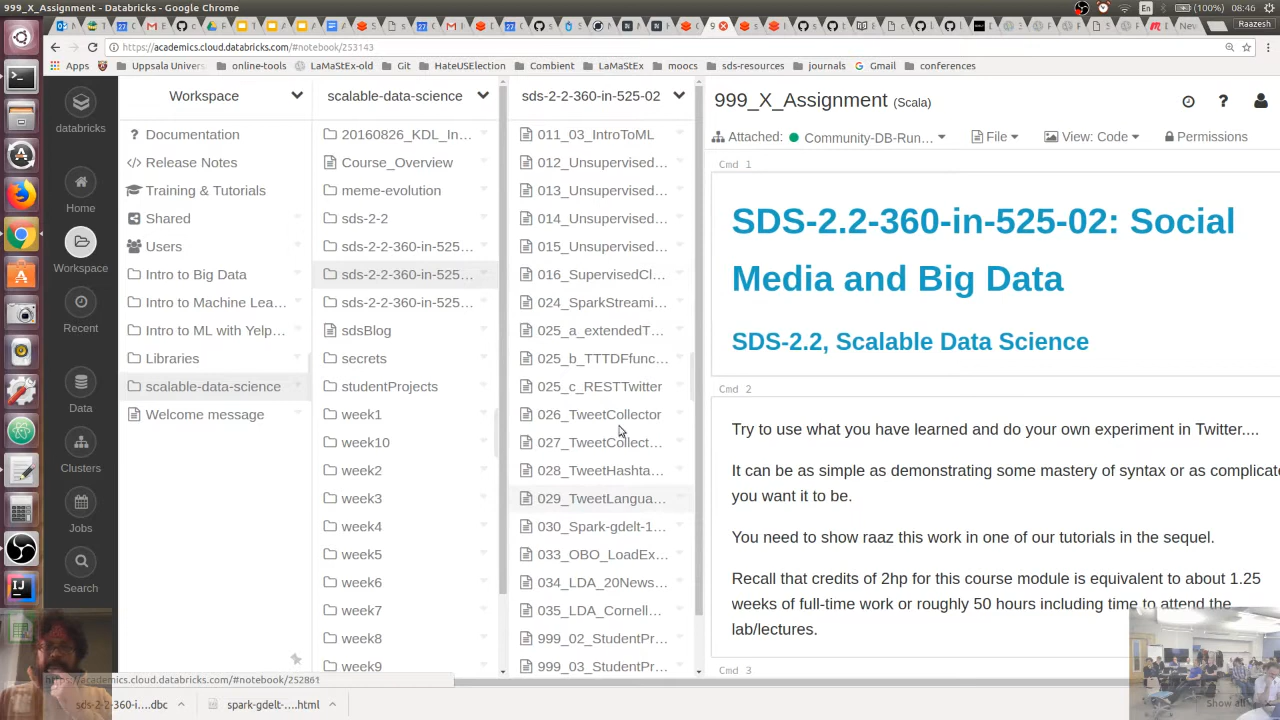 999_X_Assignment - Databricks - Google Chrome
En
(100%)
08:46
Raazesh
https://academics.cloud.databricks.com/#notebook/253143
Apps
Uppsala Univers
online-tools
LaMaStEx-old
Git
HateUSElection
Combient
LaMaStEx
moocs
sds-resources
journals
Gmail
conferences
databricks
Home
Workspace
Recent
Data
Clusters
Jobs
Search
Workspace
? Documentation
</> Release Notes
Training & Tutorials
Shared
Users
Intro to Big Data
Intro to Machine Lea...
Intro to ML with Yelp...
Libraries
scalable-data-science
Welcome message
scalable-data-science
20160826_KDL_In...
Course_Overview
meme-evolution
sds-2-2
sds-2-2-360-in-525...
sds-2-2-360-in-525...
sds-2-2-360-in-525...
sdsBlog
secrets
studentProjects
week1
week10
week2
week3
week4
week5
week6
week7
week8
week9
sds-2-2-360-in-525-02
011_03_IntroToML
012_Unsupervised...
013_Unsupervised...
014_Unsupervised...
015_Unsupervised...
016_SupervisedCl...
024_SparkStreami...
025_a_extendedT...
025_b_TTTDFfunc...
025_c_RESTTwitter
026_TweetCollector
027_TweetCollect...
028_TweetHashta...
029_TweetLangua...
030_Spark-gdelt-1...
033_OBO_LoadEx...
034_LDA_20News...
035_LDA_Cornell...
999_02_StudentPr...
999_03_StudentPr...
999_X_Assignment (Scala)
Attached: Community-DB-Run...
File
View: Code
Permissions
Cmd 1
SDS-2.2-360-in-525-02: Social
Media and Big Data
SDS-2.2, Scalable Data Science
Cmd 2
Try to use what you have learned and do your own experiment in Twitter....
It can be as simple as demonstrating some mastery of syntax or as complicate
you want it to be.
You need to show raaz this work in one of our tutorials in the sequel.
Recall that credits of 2hp for this course module is equivalent to about 1.25
weeks of full-time work or roughly 50 hours including time to attend the
lab/lectures.
Cmd 3
https://academics.cloud.databricks.com/#notebook/252861
sds-2-2-360-i....dbc
spark-gdelt-....html
Show all